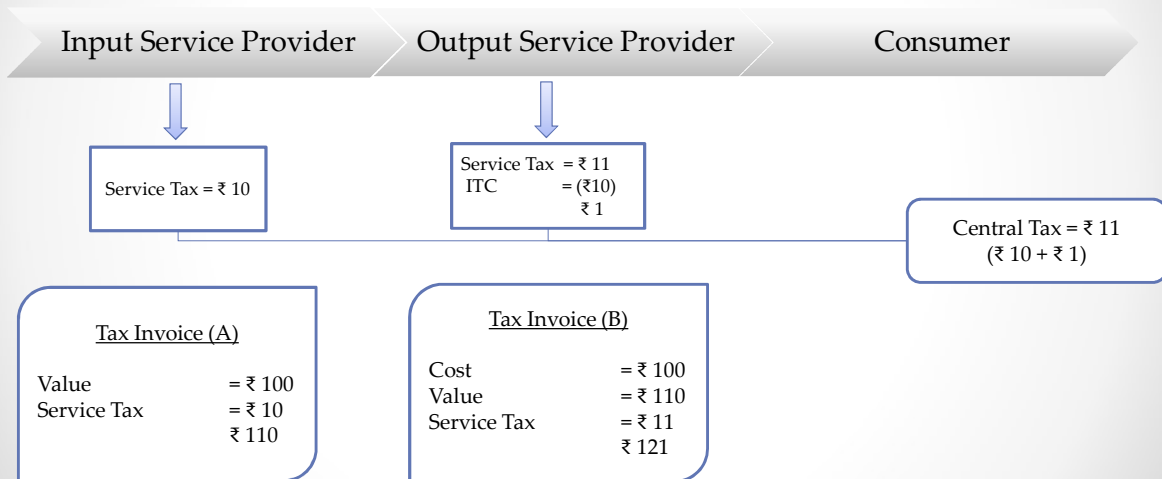 Input Service Provider
Output Service Provider
Consumer
Service Tax = ₹ 10
Service Tax = ₹ 11
ITC = (₹10)
₹ 1
Central Tax = ₹ 11
(₹ 10 + ₹ 1)
Tax Invoice (A)
Value = ₹ 100
Service Tax = ₹ 10
₹ 110
Tax Invoice (B)
Cost = ₹ 100
Value = ₹ 110
Service Tax = ₹ 11
₹ 121